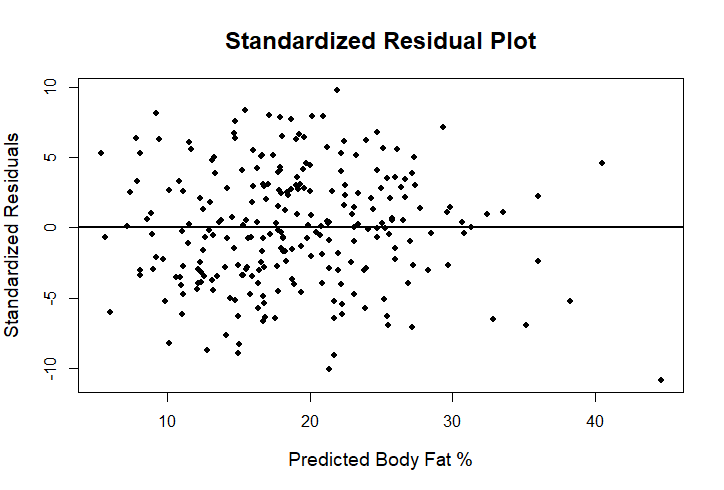 Standardized Residual Plot
Standardized Residuals
10
5
0
-5
-10
10 20 30 40
Predicted Body Fat %